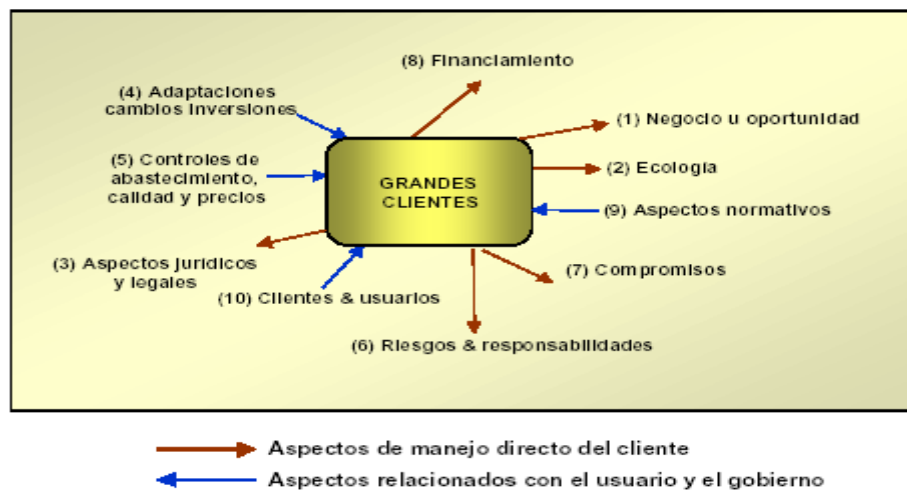 (8) Financiamiento
(4) Adaptaciones
cambios inversiones
(1) Negocio u oportunidad
(5) Controles de
abastecimiento,
calidad y precios
GRANDES
CLIENTES
(2) Ecología
(9) Aspectos normativos
(3) Aspectos jurídicos
y legales
(7) Compromisos
(10) Clientes & usuarios
(6) Riesgos & responsabilidades
Aspectos de manejo directo del cliente
Aspectos relacionados con el usuario y el gobierno